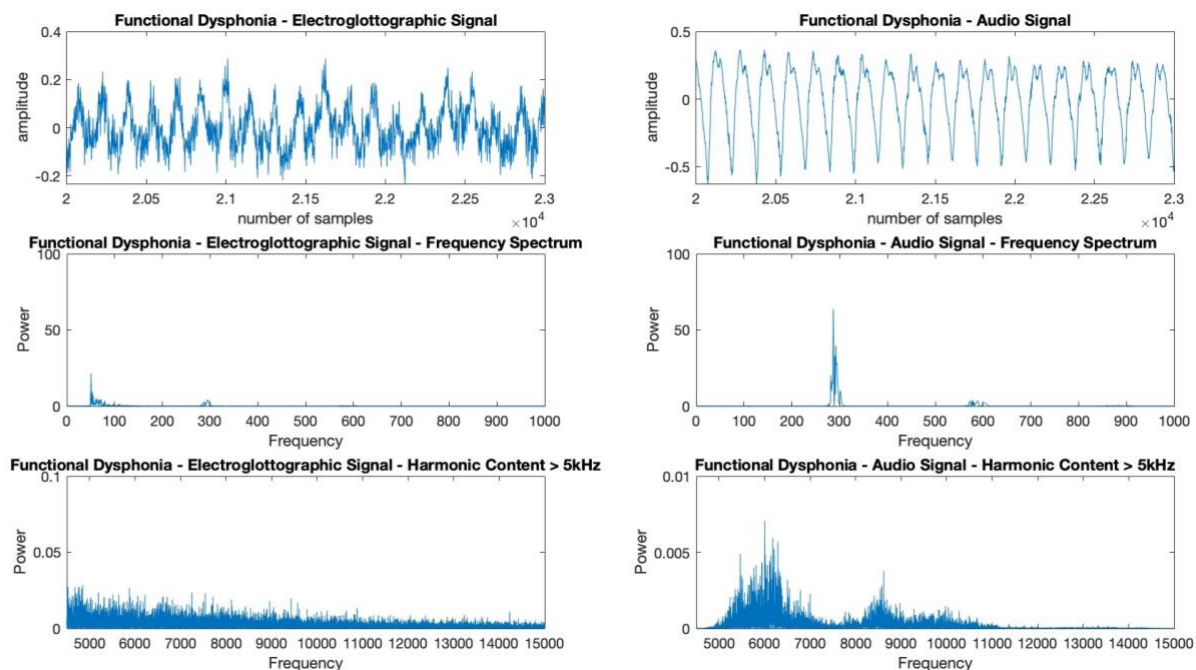 Functional Dysphonia - Electroglottographic Signal
0.4
0.2
0
-0.2
amplitude
2 2.05 2.1 2.15 2.2 2.25 2.3
number of samples
×10⁴
Functional Dysphonia - Audio Signal
0.5
0
-0.5
amplitude
2 2.05 2.1 2.15 2.2 2.25 2.3
number of samples
×10⁴
Functional Dysphonia - Electroglottographic Signal - Frequency Spectrum
100
50
0
Power
0 100 200 300 400 500 600 700 800 900 1000
Frequency
Functional Dysphonia - Audio Signal - Frequency Spectrum
100
50
0
Power
0 100 200 300 400 500 600 700 800 900 1000
Frequency
Functional Dysphonia - Electroglottographic Signal - Harmonic Content > 5kHz
0.1
0.05
0
Power
5000 6000 7000 8000 9000 10000 11000 12000 13000 14000 15000
Frequency
Functional Dysphonia - Audio Signal - Harmonic Content > 5kHz
0.01
0.005
0
Power
5000 6000 7000 8000 9000 10000 11000 12000 13000 14000 15000
Frequency